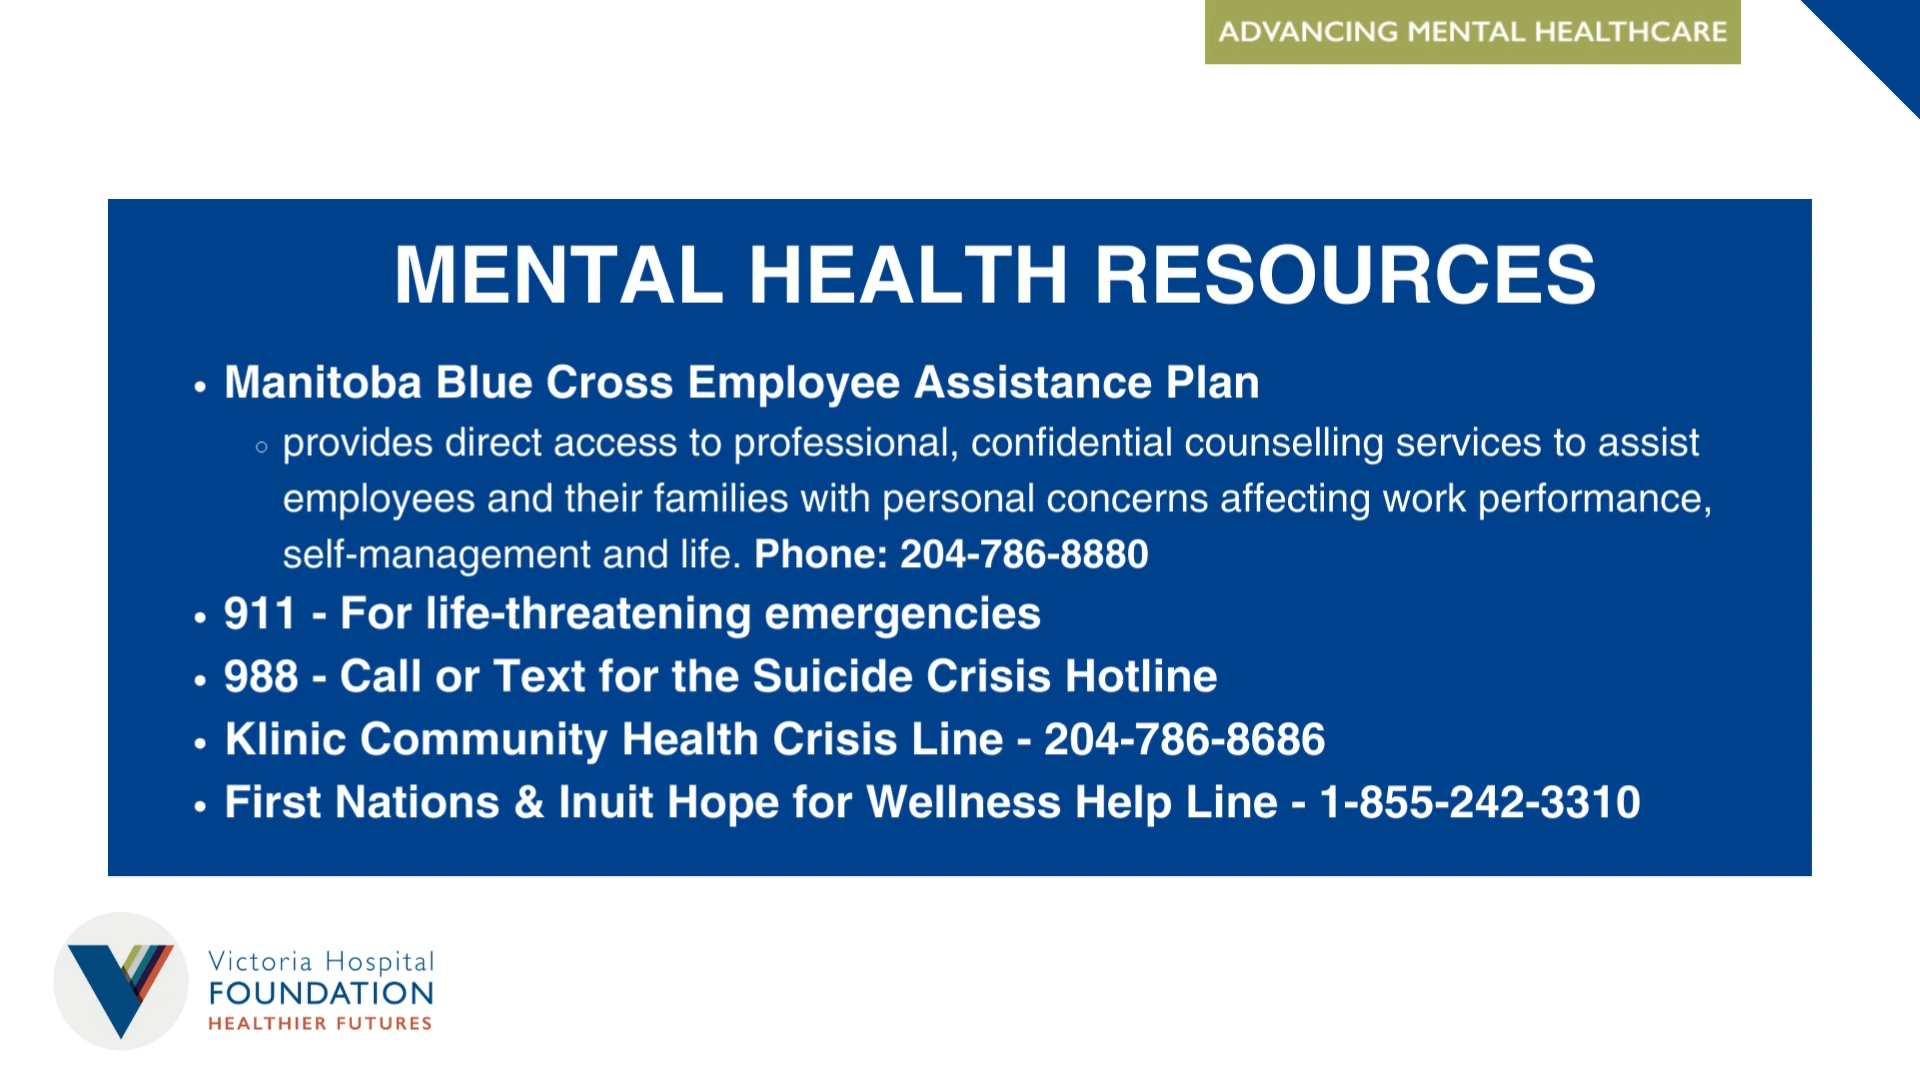 ADVANCING MENTAL HEALTHCARE
MENTAL HEALTH RESOURCES
• Manitoba Blue Cross Employee Assistance Plan
◦ provides direct access to professional, confidential counselling services to assist
employees and their families with personal concerns affecting work performance,
self-management and life. Phone: 204-786-8880
• 911 - For life-threatening emergencies
• 988 - Call or Text for the Suicide Crisis Hotline
• Klinic Community Health Crisis Line - 204-786-8686
• First Nations & Inuit Hope for Wellness Help Line - 1-855-242-3310
Victoria Hospital
FOUNDATION
HEALTHIER FUTURES